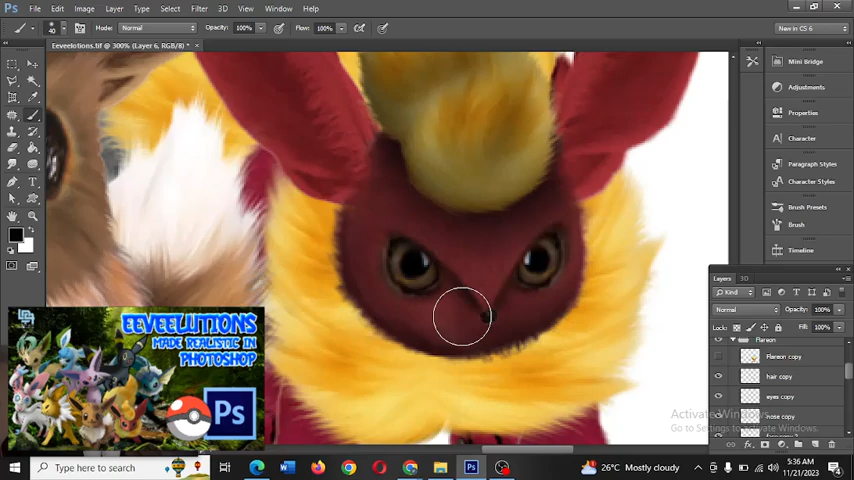 Ps
File Edit Image Layer Type Select Filter 3D View Window Help
40
Mode: Normal
Opacity: 100%
Flow: 100%
New in CS 6
Eeveelotions.tif @ 300% (Layer 6, RGB/8) *
Mini Bridge
Adjustments
Properties
Character
Paragraph Styles
Character Styles
Brush Presets
Brush
Timeline
Layers 3D
Kind
Normal
Opacity: 100%
Lock:
Fill: 100%
Flareon
Flareon copy
hair copy
eyes copy
nose copy
Activate Windows
Go to Settings to Activate Windows.
EEVEELUTIONS
MADE REALISTIC IN
PHOTOSHOP
Ps
Type here to search
26°C Mostly cloudy
5:36 AM
11/21/2023
4